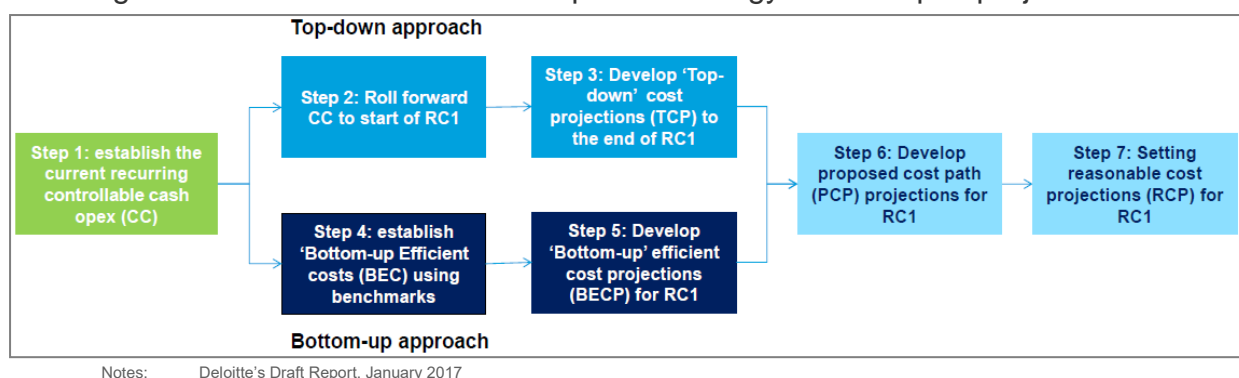 Top-down approach
Step 1: establish the
current recurring
controllable cash
opex (CC)
Step 2: Roll forward
CC to start of RC1
Step 3: Develop ‘Top-
down’ cost
projections (TCP) to
the end of RC1
Step 4: establish
‘Bottom-up Efficient
costs (BEC) using
benchmarks
Step 5: Develop
‘Bottom-up’ efficient
cost projections
(BECP) for RC1
Step 6: Develop
proposed cost path
(PCP) projections for
RC1
Step 7: Setting
reasonable cost
projections (RCP) for
RC1
Bottom-up approach
Notes: Deloitte's Draft Report, January 2017